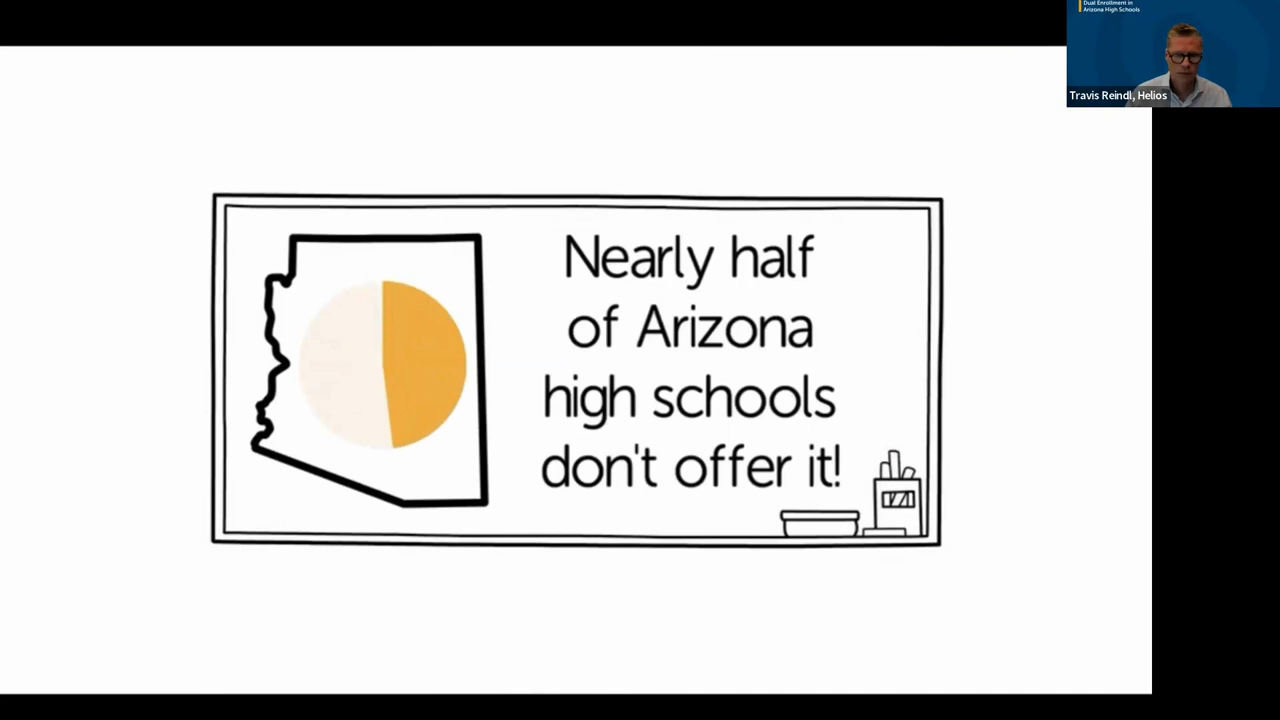 Dual Enrollment in
Arizona High Schools
Travis Reindl, Helios
Nearly half
of Arizona
high schools
don't offer it!